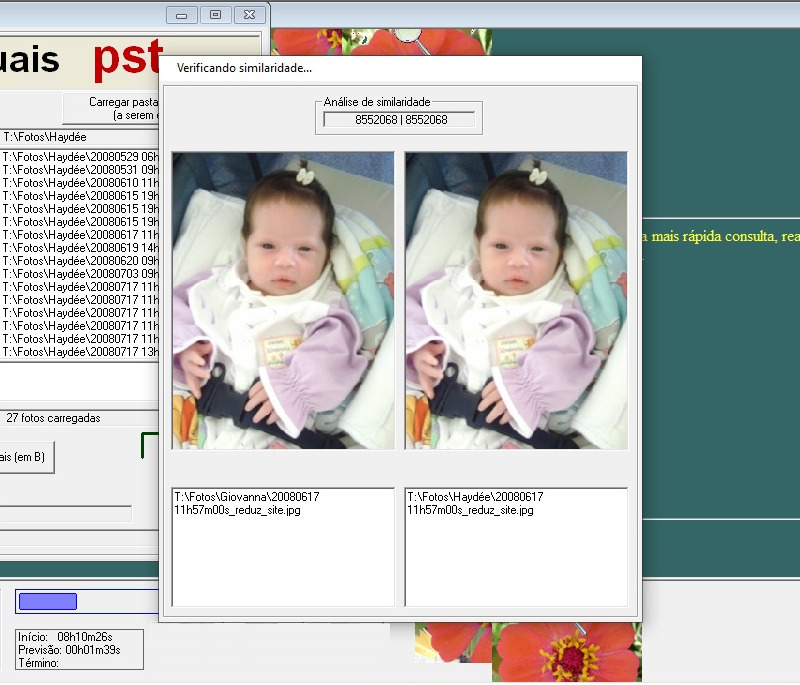 uais pst
Carregar pasta
(a serem
T:\Fotos\Haydée
T:\Fotos\Haydée\20080529 06h
T:\Fotos\Haydée\20080531 09h
T:\Fotos\Haydée\20080610 11h
T:\Fotos\Haydée\20080615 19h
T:\Fotos\Haydée\20080615 19h
T:\Fotos\Haydée\20080615 19h
T:\Fotos\Haydée\20080617 11h
T:\Fotos\Haydée\20080619 14h
T:\Fotos\Haydée\20080620 09h
T:\Fotos\Haydée\20080703 09h
T:\Fotos\Haydée\20080717 11h
T:\Fotos\Haydée\20080717 11h
T:\Fotos\Haydée\20080717 11h
T:\Fotos\Haydée\20080717 11h
T:\Fotos\Haydée\20080717 11h
T:\Fotos\Haydée\20080717 13h
27 fotos carregadas
ais (em B)
Início: 08h10m26s
Previsão: 00h01m39s
Término:
Verificando similaridade...
Análise de similaridade
8552068 | 8552068
T:\Fotos\Giovanna\20080617
11h57m00s_reduz_site.jpg
T:\Fotos\Haydée\20080617
11h57m00s_reduz_site.jpg
a mais rápida consulta, rea